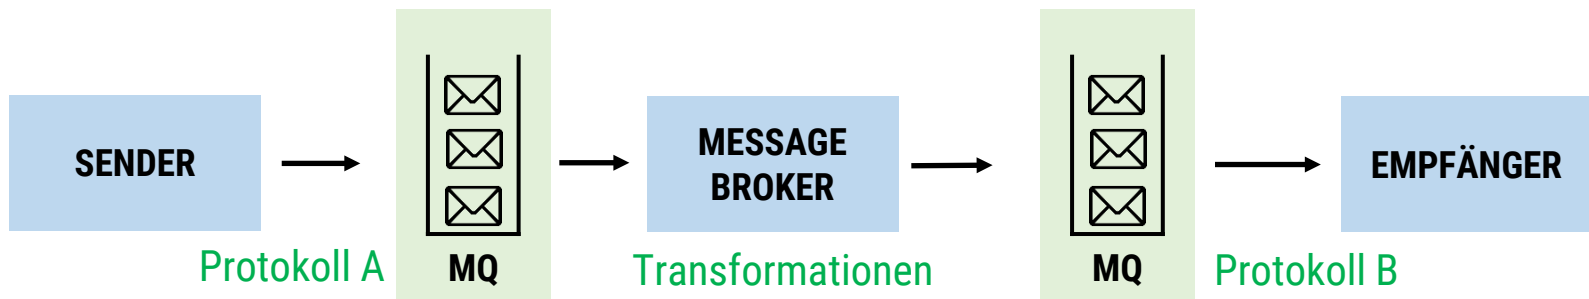 SENDER
MESSAGE
BROKER
EMPFÄNGER
Protokoll A
MQ
Transformationen
MQ
Protokoll B